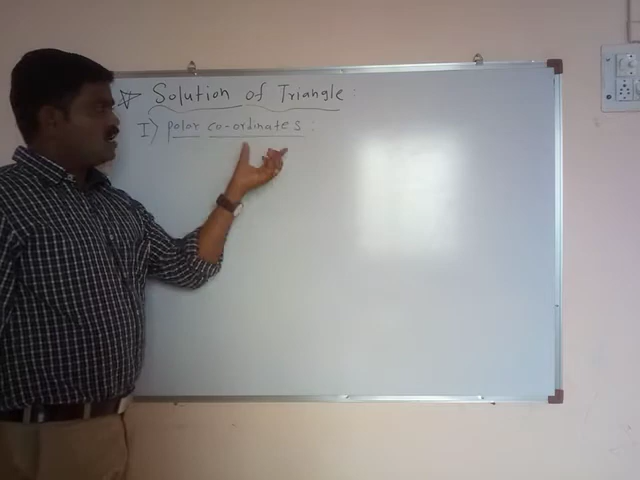 ☆ Solution of Triangle :
I) polar co-ordinates :